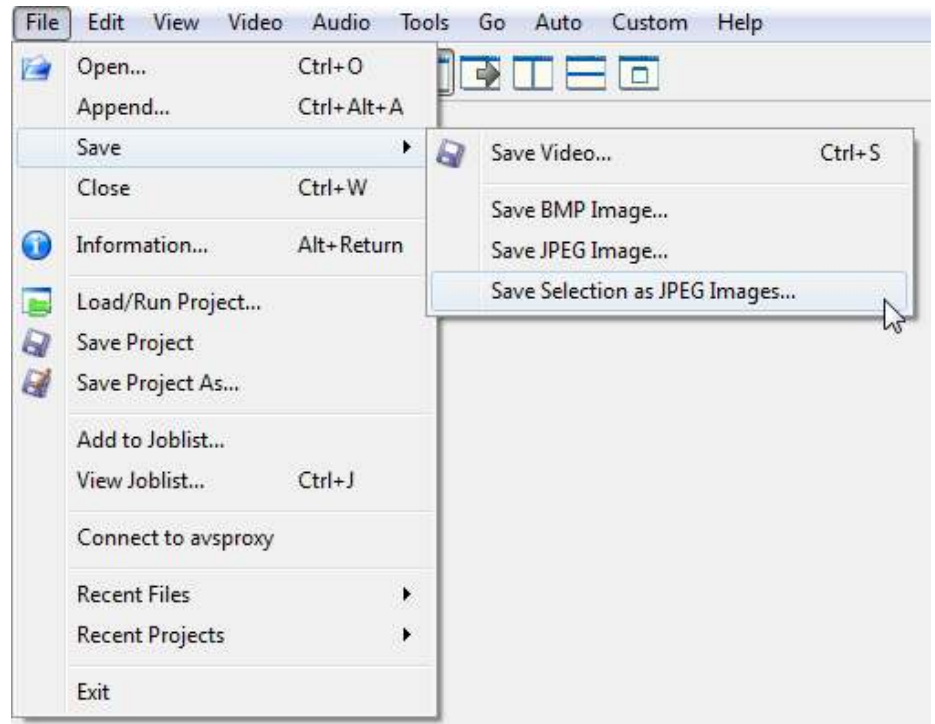 File Edit View Video Audio Tools Go Auto Custom Help
Open... Ctrl+O
Append... Ctrl+Alt+A
Save
Close Ctrl+W
Information... Alt+Return
Load/Run Project...
Save Project
Save Project As...
Add to Joblist...
View Joblist... Ctrl+J
Connect to avsproxy
Recent Files
Recent Projects
Exit
Save Video... Ctrl+S
Save BMP Image...
Save JPEG Image...
Save Selection as JPEG Images...